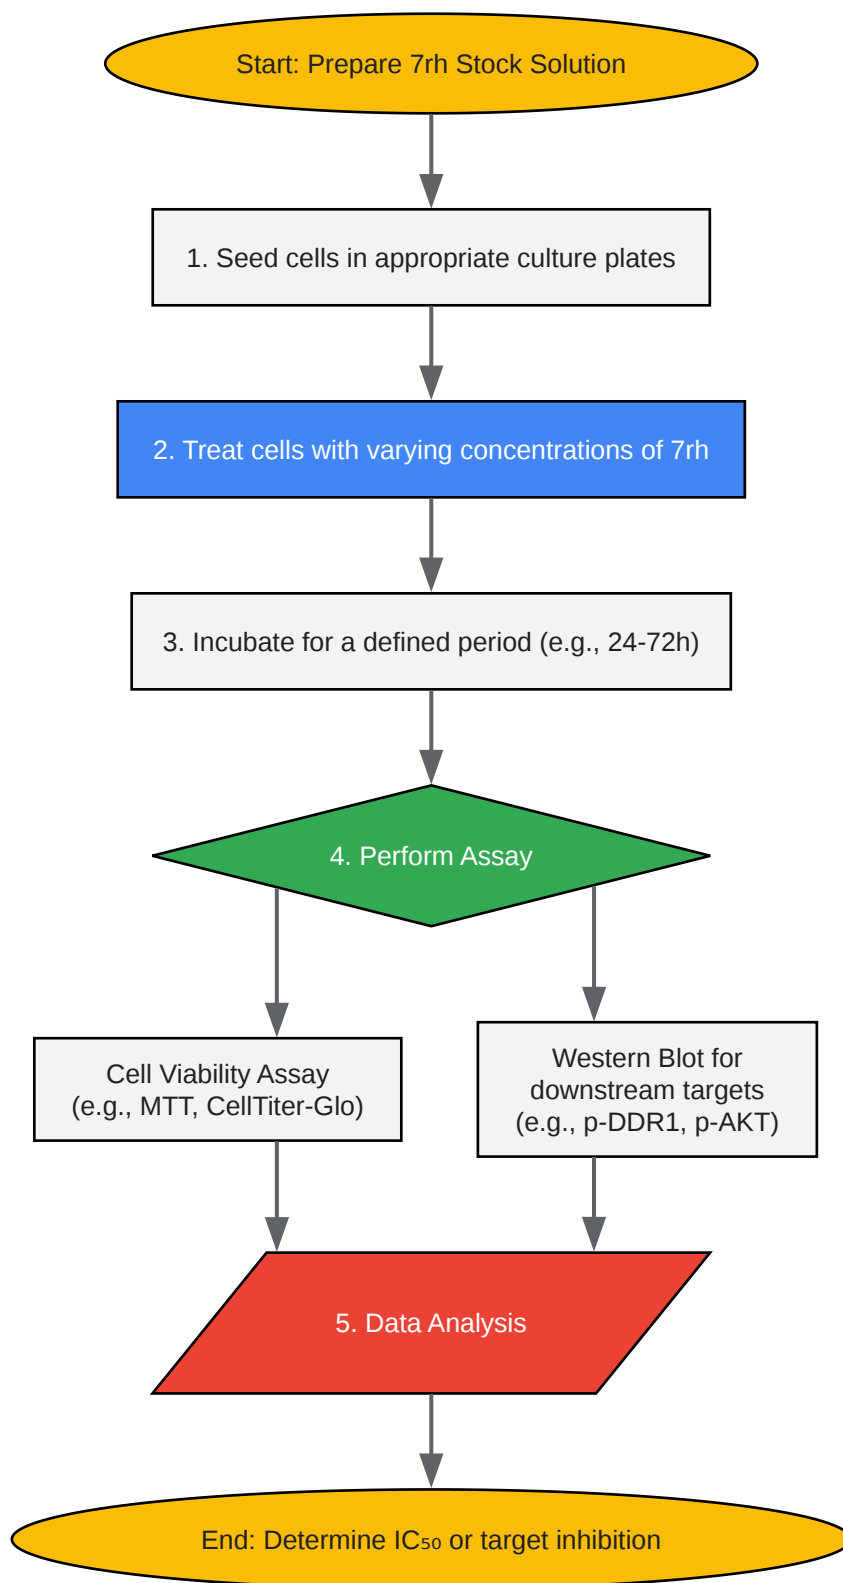 Start: Prepare 7rh Stock Solution
1. Seed cells in appropriate culture plates
2. Treat cells with varying concentrations of 7rh
3. Incubate for a defined period (e.g., 24-72h)
4. Perform Assay
Cell Viability Assay
(e.g., MTT, CellTiter-Glo)
Western Blot for
downstream targets
(e.g., p-DDR1, p-AKT)
5. Data Analysis
End: Determine IC₅₀ or target inhibition